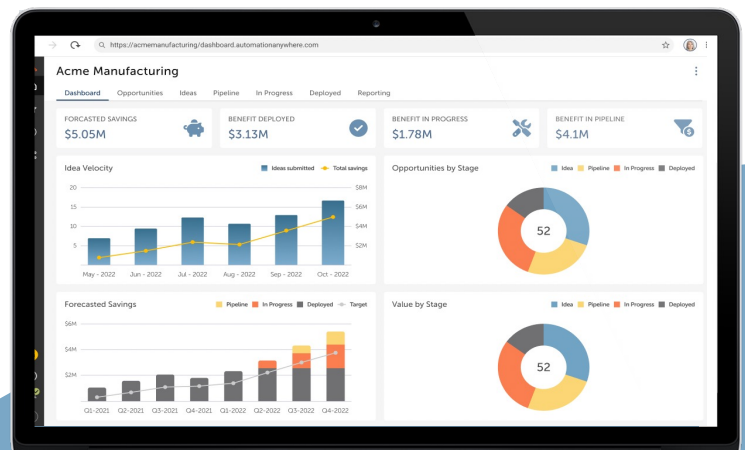 https://acmemanufacturing/dashboard.automationanywhere.com
Acme Manufacturing
Dashboard Opportunities Ideas Pipeline In Progress Deployed Reporting
FORCASTED SAVINGS
$5.05M
BENEFIT DEPLOYED
$3.13M
BENEFIT IN PROGRESS
$1.78M
BENEFIT IN PIPELINE
$4.1M
Idea Velocity
Ideas submitted Total savings
20 $8M
15 $6M
10 $4M
5 $2M
May - 2022 Jun - 2022 Jul - 2022 Aug - 2022 Sep - 2022 Oct - 2022
Opportunities by Stage
Idea Pipeline In Progress Deployed
52
Forecasted Savings
Pipeline In Progress Deployed Target
$6M
$4M
$2M
Q1-2021 Q2-2021 Q3-2021 Q4-2021 Q1-2022 Q2-2022 Q3-2022 Q4-2022
Value by Stage
Idea Pipeline In Progress Deployed
52